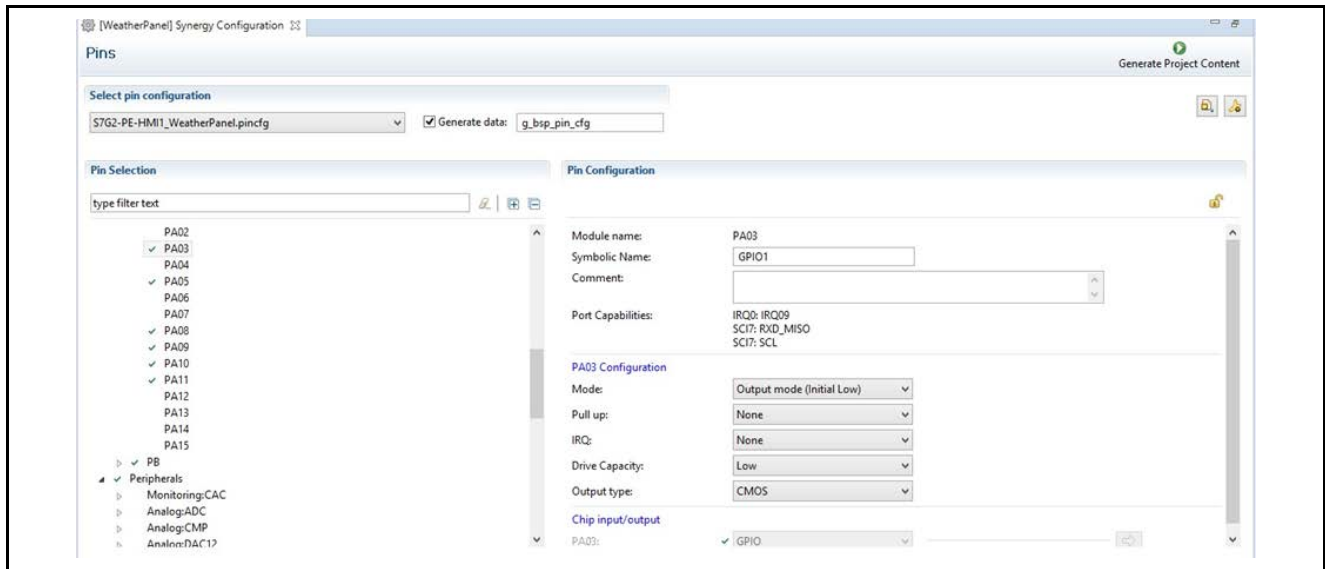 [WeatherPanel] Synergy Configuration
Pins
Generate Project Content
Select pin configuration
S7G2-PE-HMI1_WeatherPanel.pincfg
Generate data:
g_bsp_pin_cfg
Pin Selection
type filter text
PA02
PA03
PA04
PA05
PA06
PA07
PA08
PA09
PA10
PA11
PA12
PA13
PA14
PA15
PB
Peripherals
Monitoring:CAC
Analog:ADC
Analog:CMP
Analog:DAC12
Pin Configuration
Module name: PA03
Symbolic Name: GPIO1
Comment:
Port Capabilities: IRQ0: IRQ09
SCI7: RXD_MISO
SCI7: SCL
PA03 Configuration
Mode: Output mode (Initial Low)
Pull up: None
IRQ: None
Drive Capacity: Low
Output type: CMOS
Chip input/output
PA03: GPIO